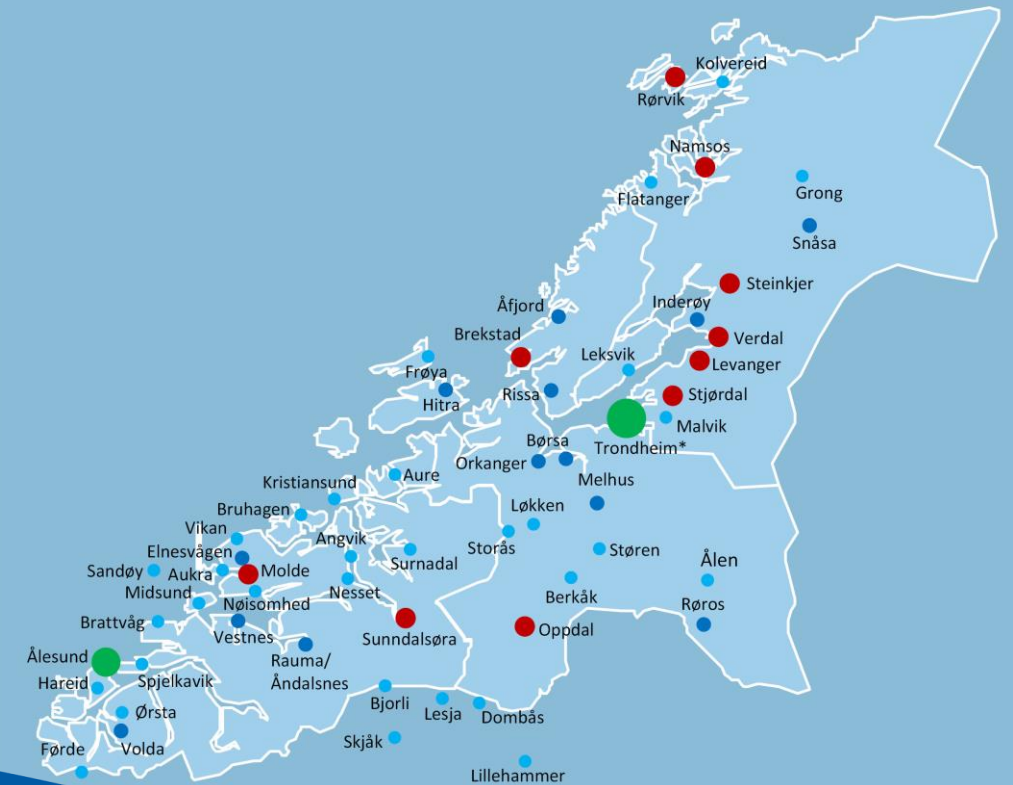 Kolvereid
Rørvik
Namsos
Flatanger
Grong
Snåsa
Steinkjer
Inderøy
Åfjord
Brekstad
Verdal
Leksvik
Levanger
Frøya
Rissa
Stjørdal
Hitra
Malvik
Børsa
Trondheim*
Orkanger
Aure
Melhus
Kristiansund
Bruhagen
Løkken
Vikan
Angvik
Elnesvågen
Storås
Støren
Surnadal
Ålen
Sandøy
Aukra
Molde
Midsund
Nøisomhed
Nesset
Berkåk
Røros
Brattvåg
Vestnes
Sunndalsøra
Oppdal
Ålesund
Rauma/
Åndalsnes
Hareid
Spjelkavik
Bjorli
Lesja
Dombås
Ørsta
Skjåk
Førde
Volda
Lillehammer